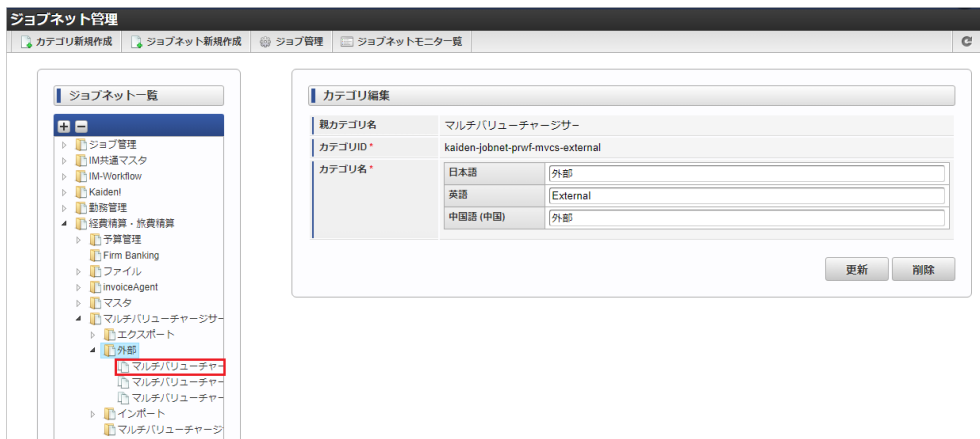 ジョブネット管理
カテゴリ新規作成 ジョブネット新規作成 ジョブ管理 ジョブネットモニター覧
ジョブネット一覧
ジョブ管理
IM共通マスタ
IM-Workflow
Kaiden!
勤務管理
経費精算・旅費精算
予算管理
Firm Banking
ファイル
invoiceAgent
マスタ
マルチバリューチャージサー
エクスポート
外部
マルチバリューチャー
マルチバリューチャー
マルチバリューチャー
インポート
マルチバリューチャージ
カテゴリ編集
親カテゴリ名 マルチバリューチャージサー
カテゴリID * kaiden-jobnet-prwf-mvcs-external
カテゴリ名 * 日本語 外部
英語 External
中国語 (中国) 外部
更新 削除